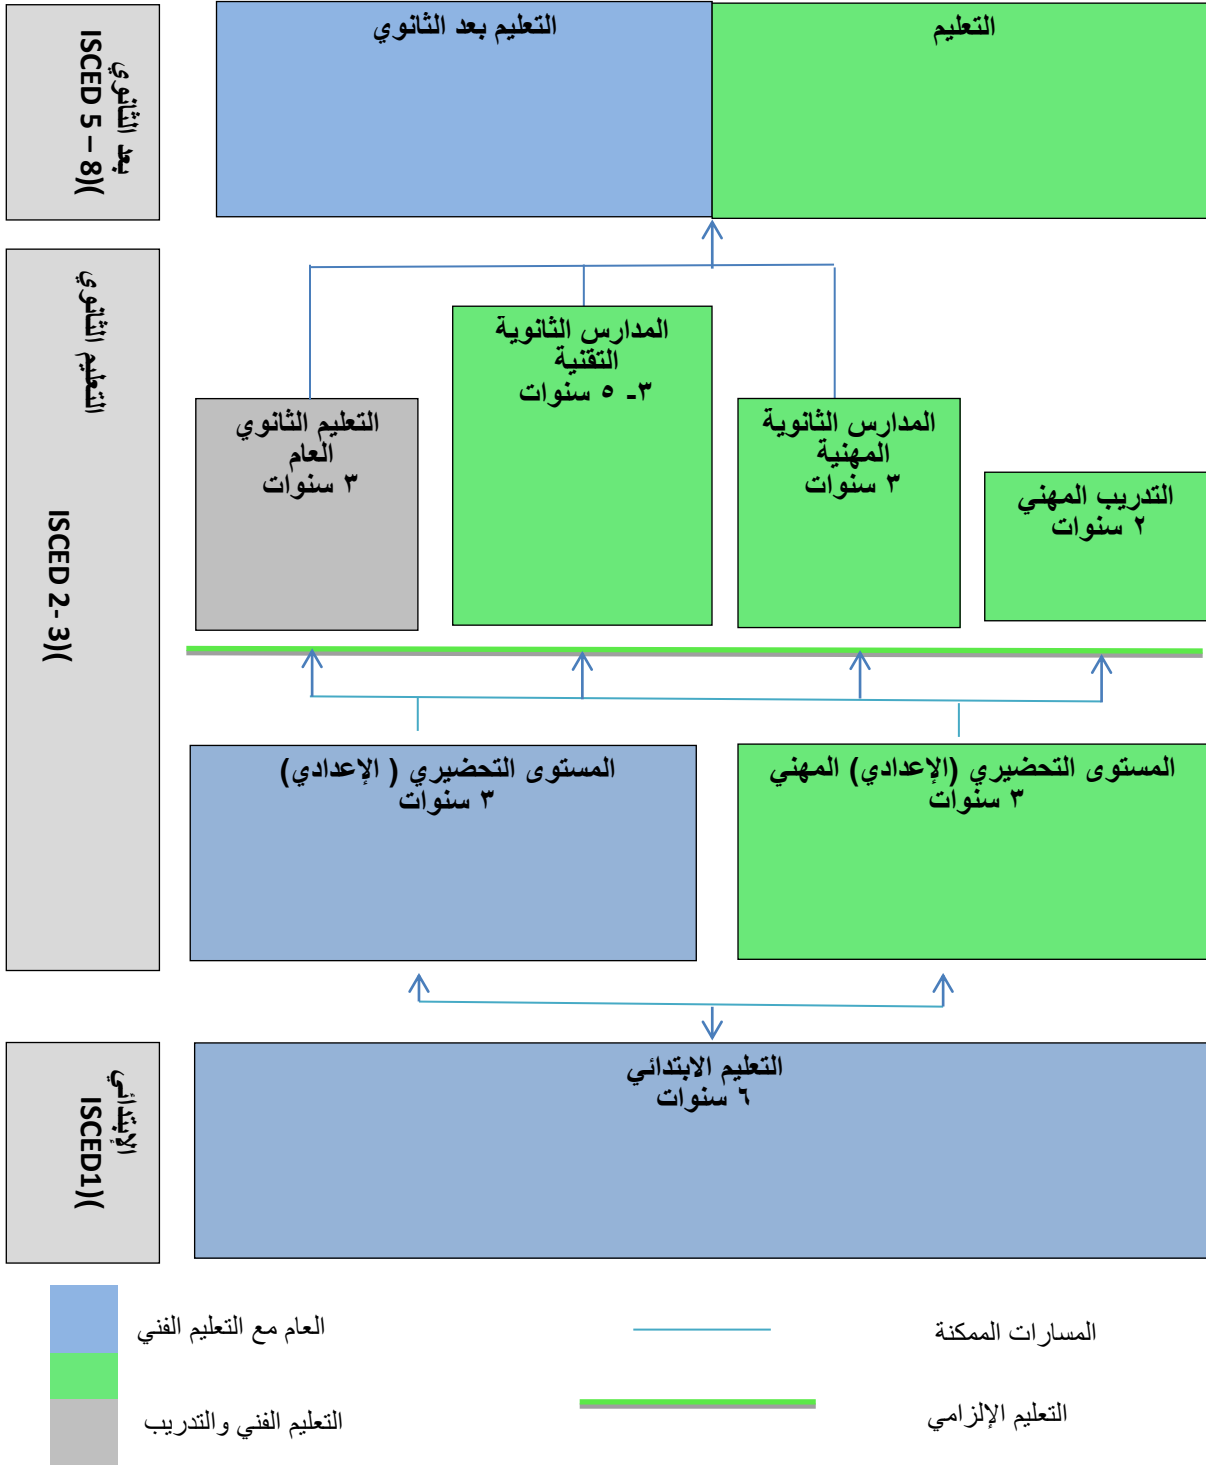 بعد الثانوي
ISCED 5 – 8)(
التعليم بعد الثانوي
التعليم
التعليم الثانوي
ISCED 2- 3)(
المدارس الثانوية
التقنية
٣- ٥ سنوات
التعليم الثانوي
العام
٣ سنوات
المدارس الثانوية
المهنية
٣ سنوات
التدريب المهني
٢ سنوات
المستوى التحضيري ( الإعدادي)
٣ سنوات
المستوى التحضيري (الإعدادي) المهني
٣ سنوات
الإبتدائي
ISCED1)(
التعليم الابتدائي
٦ سنوات
العام مع التعليم الفني
المسارات الممكنة
التعليم الفني والتدريب
التعليم الإلزامي